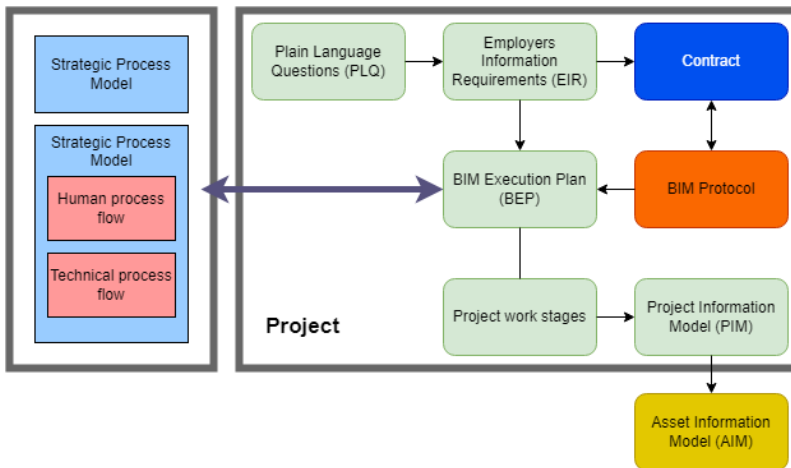 Strategic Process
Model
Strategic Process
Model
Human process
flow
Technical process
flow
Plain Language
Questions (PLQ)
Employers
Information
Requirements (EIR)
Contract
BIM Execution Plan
(BEP)
BIM Protocol
Project
Project work stages
Project Information
Model (PIM)
Asset Information
Model (AIM)